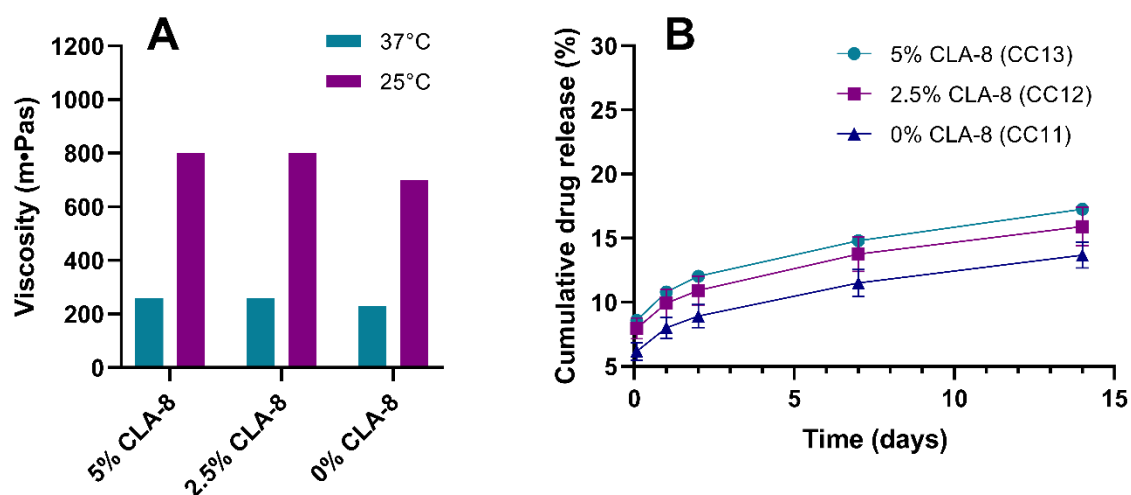 A
37°C
25°C
Viscosity (m•Pas)
1200
1000
800
600
400
200
0
5% CLA-8
2.5% CLA-8
0% CLA-8
B
5% CLA-8 (CC13)
2.5% CLA-8 (CC12)
0% CLA-8 (CC11)
Cumulative drug release (%)
30
25
20
15
10
5
0
5
10
15
Time (days)